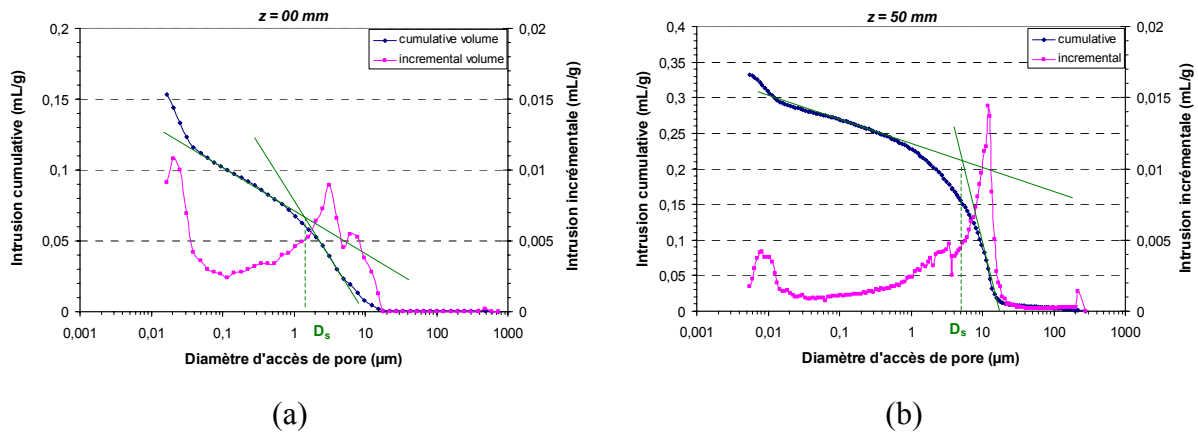 z = 00 mm
cumulative volume
incremental volume
Intrusion cumulative (mL/g)
0,2
0,15
0,1
0,05
0
Intrusion incrémentale (mL/g)
0,02
0,015
0,01
0,005
0
0,001 0,01 0,1 1 10 100 1000
Ds
Diamètre d'accès de pore (µm)
(a)
z = 50 mm
cumulative
incremental
Intrusion cumulative (mL/g)
0,4
0,35
0,3
0,25
0,2
0,15
0,1
0,05
0
Intrusion incrémentale (mL/g)
0,02
0,015
0,01
0,005
0
0,001 0,01 0,1 1 10 100 1000
Ds
Diamètre d'accès de pore (µm)
(b)